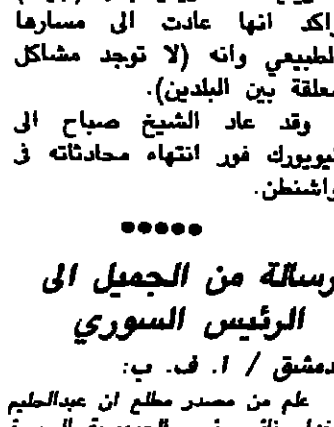 واكد انها عادت الى مسارها
الطبيعي وانه (لا توجد مشاكل
معلقة بين البلدين).
وقد عاد الشيخ صباح الى
نيويورك فور انتهاء محادثاته فى
واشنطن.
رسالة من الجميل الى
الرئيس السوري
دمشق / ا. ف. ب:
علم من مصدر مطلع ان عبدالحليم